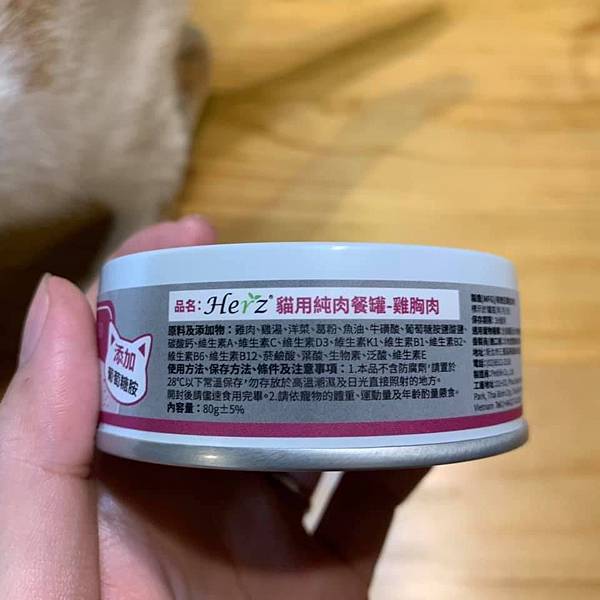 品名：Herz® 貓用純肉餐罐-雞胸肉
原料及添加物：雞肉、雞湯、洋菜、葛粉、魚油、牛磺酸、葡萄糖胺鹽酸鹽、
碳酸鈣、維生素A、維生素C、維生素D3、維生素K1、維生素B1、維生素B2、
維生素B6、維生素B12、菸鹼酸、葉酸、生物素、泛酸、維生素E
使用方法、保存方法、條件及注意事項：1.本品不含防腐劑，請置於
28°C以下常溫保存，勿存放於高溫潮濕及日光直接照射的地方。
開封後請儘速食用完畢。2.請依寵物的體重、運動量及年齡酌量餵食。
內容量：80g±5%
添加
葡萄糖胺
保存期限：
Park, Thai Binh
Vietnam